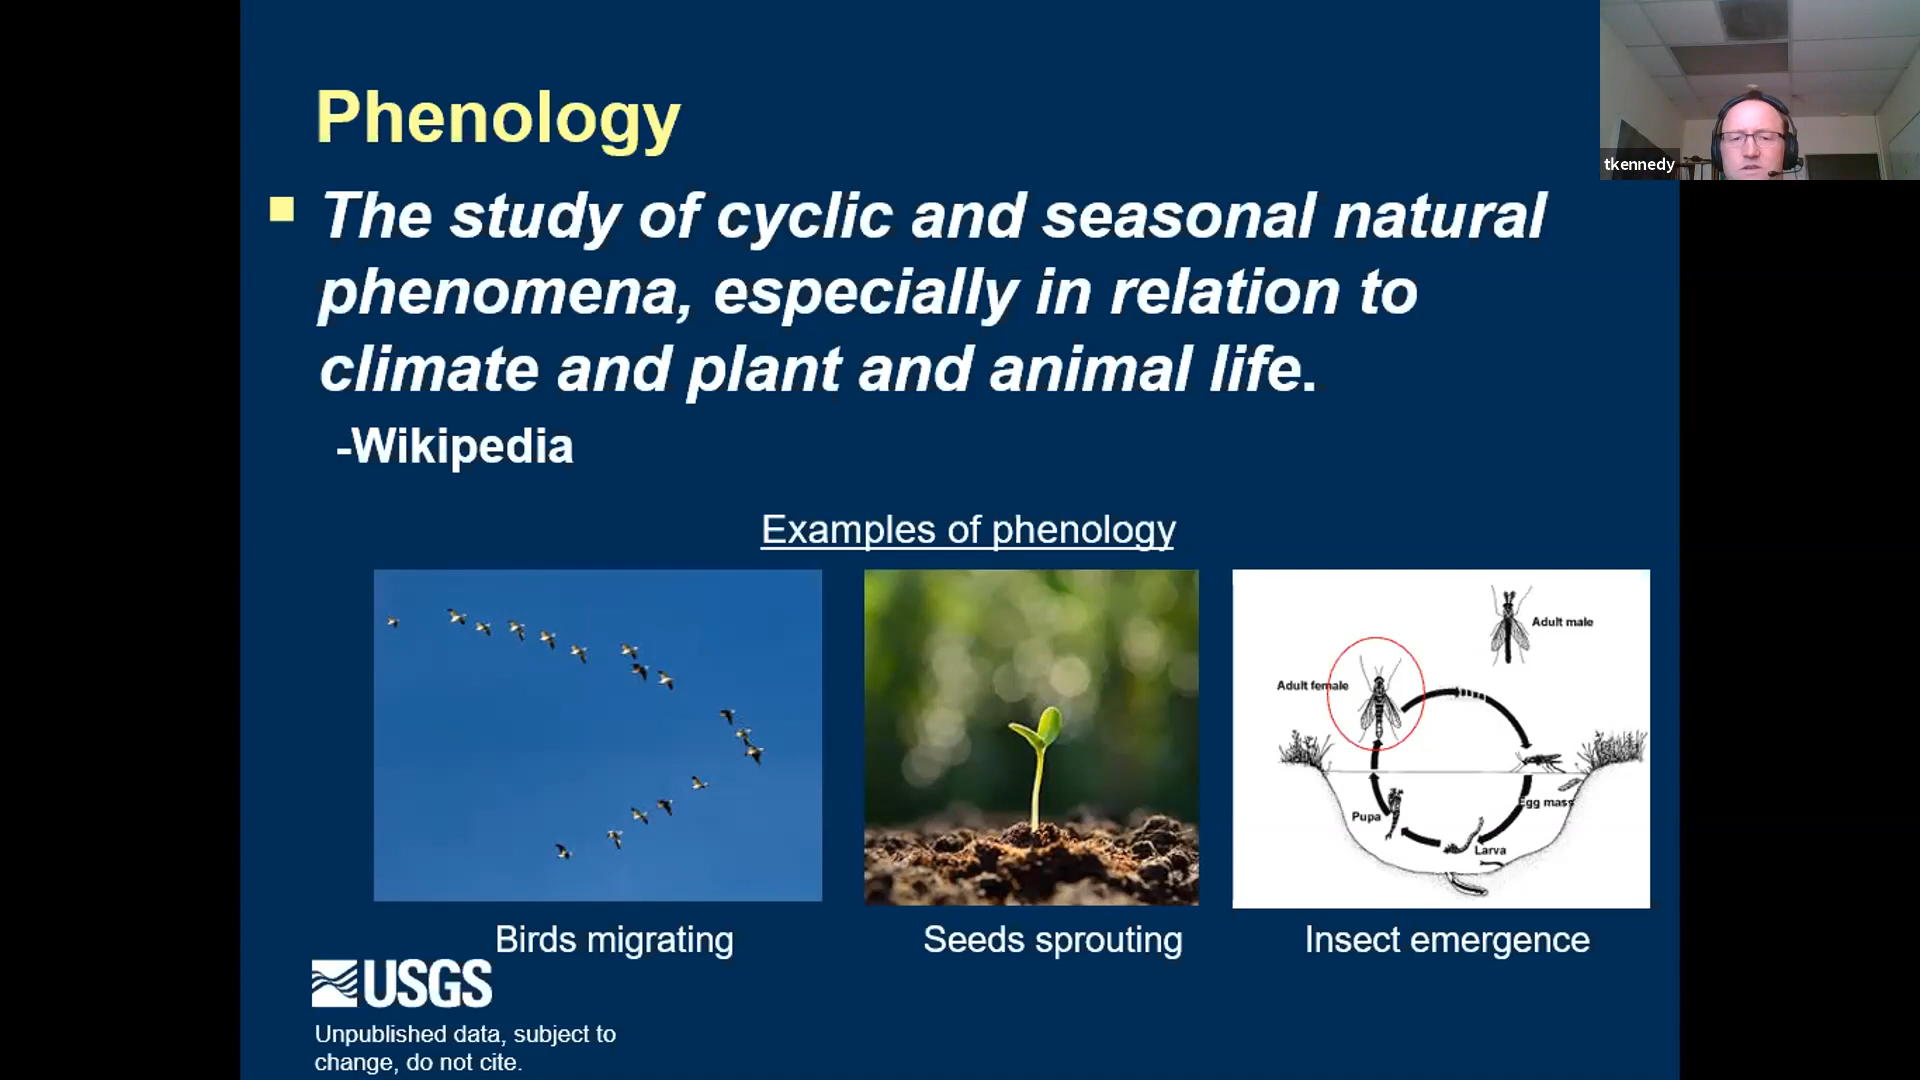 Phenology
The study of cyclic and seasonal natural
phenomena, especially in relation to
climate and plant and animal life.
-Wikipedia
Examples of phenology
Adult male
Adult female
Egg mass
Pupa
Larva
Birds migrating
Seeds sprouting
Insect emergence
USGS
Unpublished data, subject to
change, do not cite.
tkennedy